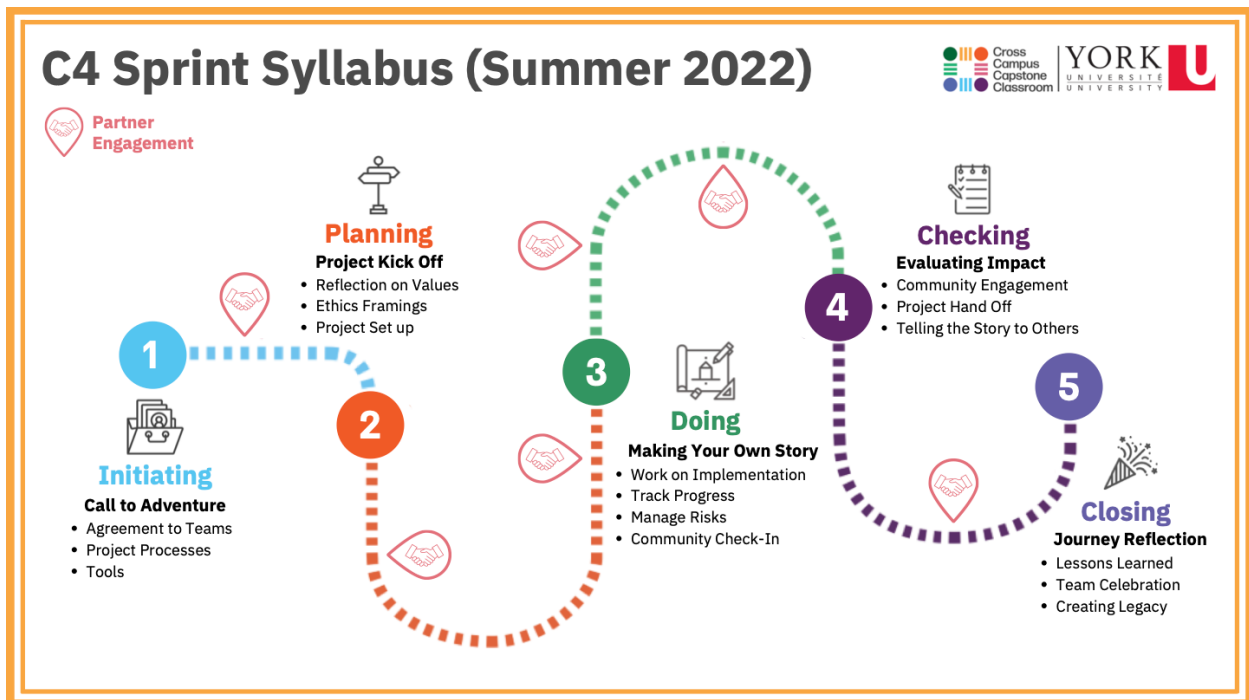 C4 Sprint Syllabus (Summer 2022)
Cross
Campus
Capstone
Classroom
YORK
UNIVERSITÉ
UNIVERSITY
U
Partner
Engagement
1
Initiating
Call to Adventure
• Agreement to Teams
• Project Processes
• Tools
2
Planning
Project Kick Off
• Reflection on Values
• Ethics Framings
• Project Set up
3
Doing
Making Your Own Story
• Work on Implementation
• Track Progress
• Manage Risks
• Community Check-In
4
Checking
Evaluating Impact
• Community Engagement
• Project Hand Off
• Telling the Story to Others
5
Closing
Journey Reflection
• Lessons Learned
• Team Celebration
• Creating Legacy